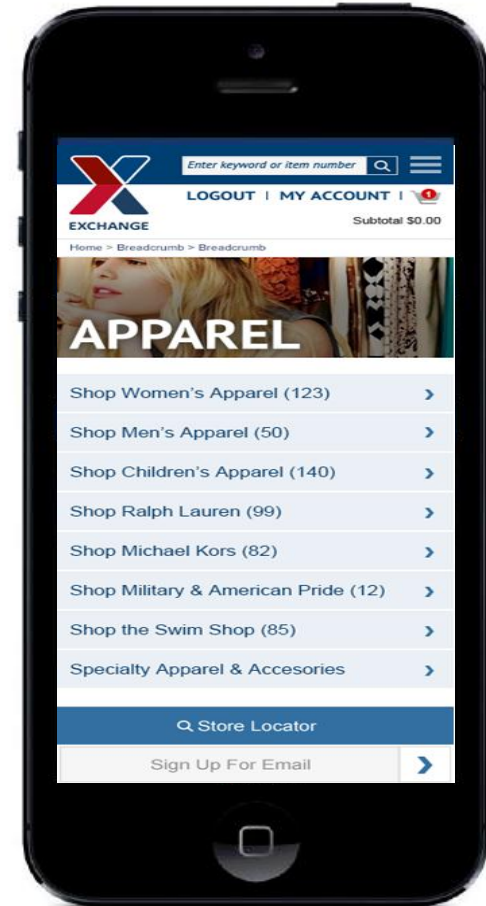 Enter keyword or item number
LOGOUT | MY ACCOUNT | 1
EXCHANGE
Subtotal $0.00
Home > Breadcrumb > Breadcrumb
APPAREL
Shop Women's Apparel (123)
Shop Men's Apparel (50)
Shop Children's Apparel (140)
Shop Ralph Lauren (99)
Shop Michael Kors (82)
Shop Military & American Pride (12)
Shop the Swim Shop (85)
Specialty Apparel & Accesories
Store Locator
Sign Up For Email